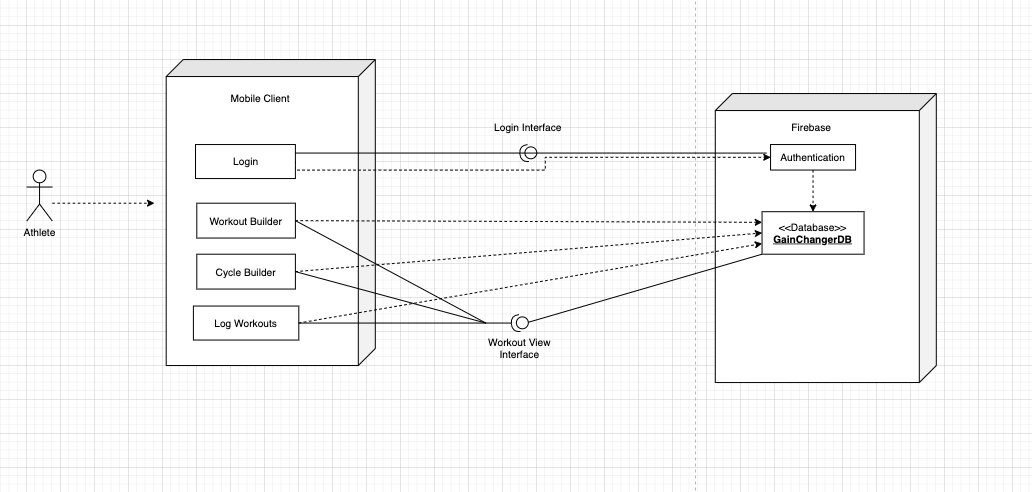 Mobile Client
Login
Workout Builder
Cycle Builder
Log Workouts
Athlete
Login Interface
Workout View
Interface
Firebase
Authentication
<<Database>>
GainChangerDB